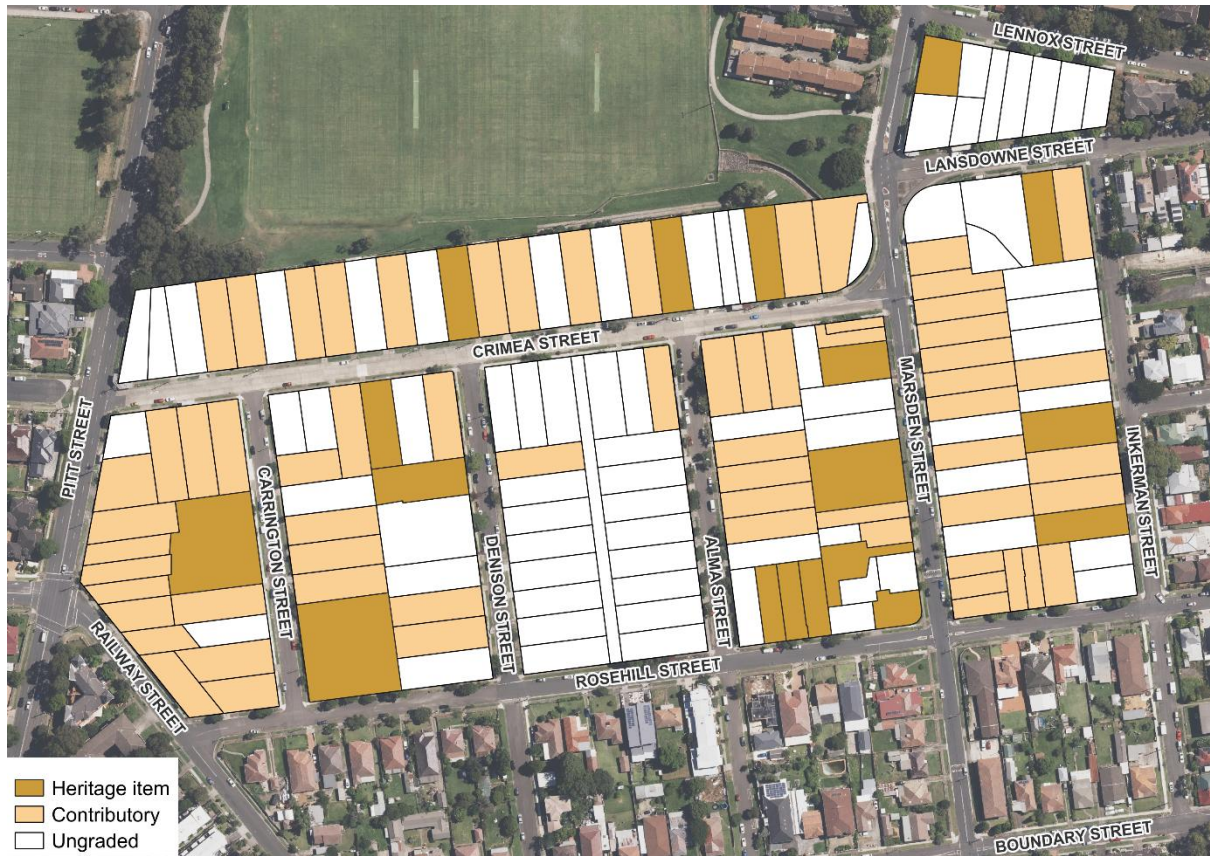 LENNOX STREET
LANSDOWNE STREET
CRIMEA STREET
PITT STREET
CARRINGTON STREET
DENISON STREET
ALMA STREET
MARSDEN STREET
INKERMAN STREET
RAILWAY STREET
ROSEHILL STREET
BOUNDARY STREET
Heritage item
Contributory
Ungraded